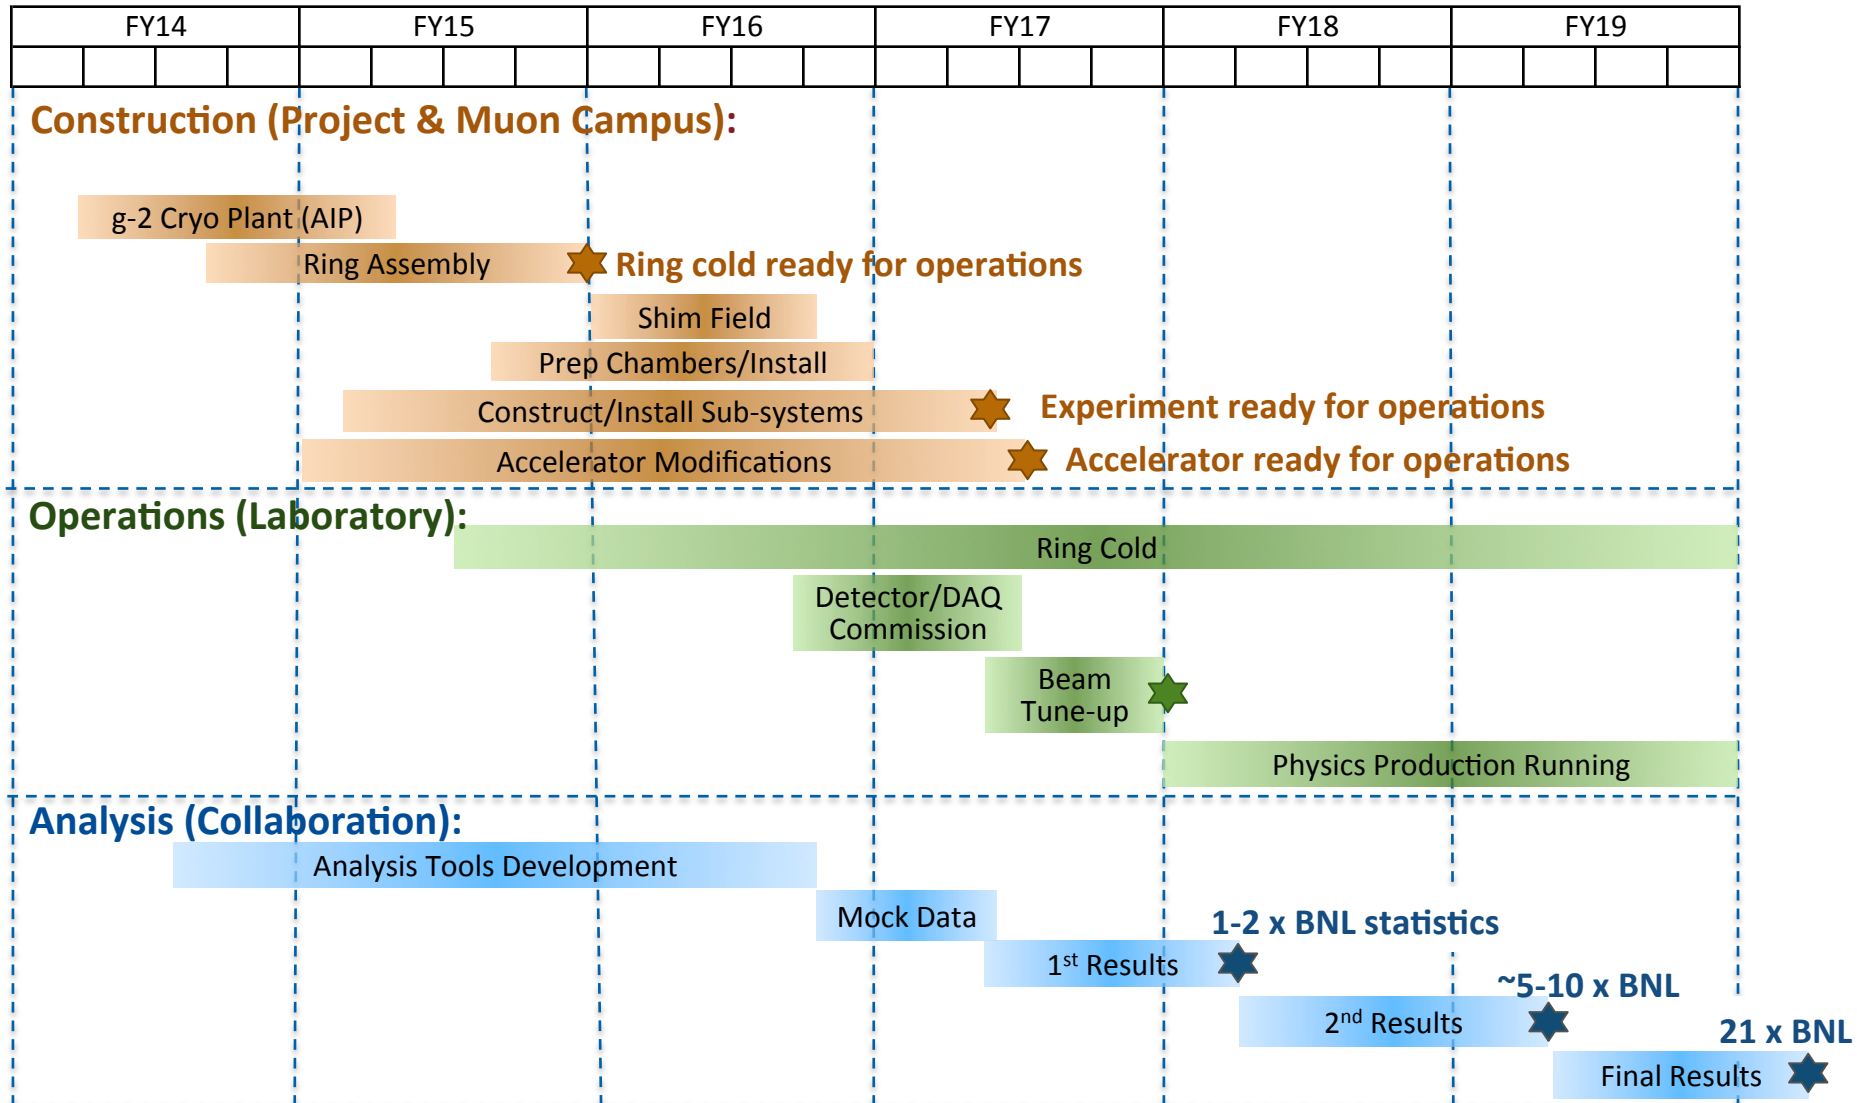 FY14 FY15 FY16 FY17 FY18 FY19
Construction (Project & Muon Campus):
g-2 Cryo Plant (AIP)
Ring Assembly
Ring cold ready for operations
Shim Field
Prep Chambers/Install
Construct/Install Sub-systems
Experiment ready for operations
Accelerator Modifications
Accelerator ready for operations
Operations (Laboratory):
Ring Cold
Detector/DAQ
Commission
Beam
Tune-up
Physics Production Running
Analysis (Collaboration):
Analysis Tools Development
Mock Data
1-2 x BNL statistics
1st Results
~5-10 x BNL
2nd Results
21 x BNL
Final Results